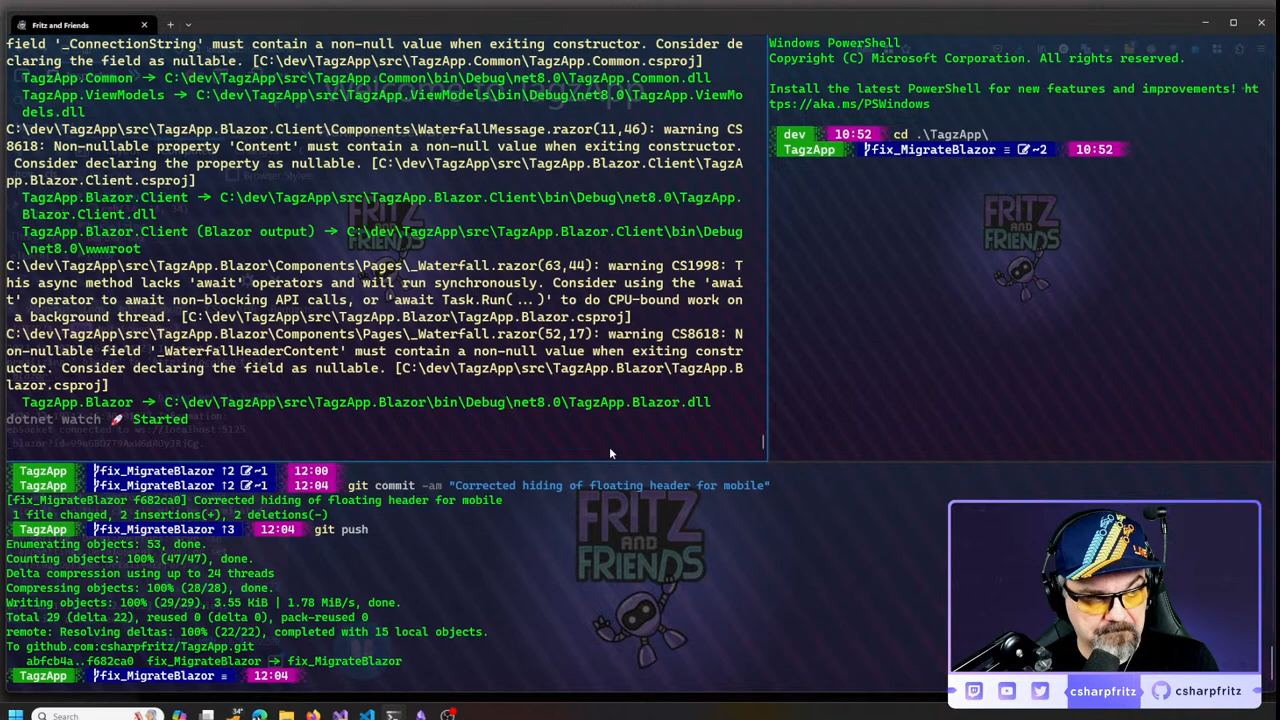 Fritz and Friends
field '_ConnectionString' must contain a non-null value when exiting constructor. Consider de
claring the field as nullable. [C:\dev\TagzApp\src\TagzApp.Common\TagzApp.Common.csproj]
TagzApp.Common → C:\dev\TagzApp\src\TagzApp.Common\bin\Debug\net8.0\TagzApp.Common.dll
TagzApp.ViewModels → C:\dev\TagzApp\src\TagzApp.ViewModels\bin\Debug\net8.0\TagzApp.ViewMo
dels.dll
C:\dev\TagzApp\src\TagzApp.Blazor.Client\Components\WaterfallMessage.razor(11,46): warning CS
8618: Non-nullable property 'Content' must contain a non-null value when exiting constructor.
Consider declaring the property as nullable. [C:\dev\TagzApp\src\TagzApp.Blazor.Client\TagzA
pp.Blazor.Client.csproj]
TagzApp.Blazor.Client → C:\dev\TagzApp\src\TagzApp.Blazor.Client\bin\Debug\net8.0\TagzApp.
Blazor.Client.dll
TagzApp.Blazor.Client (Blazor output) → C:\dev\TagzApp\src\TagzApp.Blazor.Client\bin\Debug
\net8.0\wwwroot
C:\dev\TagzApp\src\TagzApp.Blazor\Components\Pages\_Waterfall.razor(63,44): warning CS1998: T
his async method lacks 'await' operators and will run synchronously. Consider using the 'awai
t' operator to await non-blocking API calls, or 'await Task.Run(...)' to do CPU-bound work on
a background thread. [C:\dev\TagzApp\src\TagzApp.Blazor\TagzApp.Blazor.csproj]
C:\dev\TagzApp\src\TagzApp.Blazor\Components\Pages\_Waterfall.razor(52,17): warning CS8618: N
on-nullable field '_WaterfallHeaderContent' must contain a non-null value when exiting constr
uctor. Consider declaring the field as nullable. [C:\dev\TagzApp\src\TagzApp.Blazor\TagzApp.B
lazor.csproj]
TagzApp.Blazor → C:\dev\TagzApp\src\TagzApp.Blazor\bin\Debug\net8.0\TagzApp.Blazor.dll
dotnet watch 🚀 Started
Windows PowerShell
Copyright (C) Microsoft Corporation. All rights reserved.
Install the latest PowerShell for new features and improvements! ht
tps://aka.ms/PSWindows
dev 10:52 cd .\TagzApp\
TagzApp fix_MigrateBlazor ≡ ~2 10:52
FRITZ
AND
FRIENDS
TagzApp fix_MigrateBlazor ↑2 ~1 12:00
TagzApp fix_MigrateBlazor ↑2 ~1 12:04 git commit -am "Corrected hiding of floating header for mobile"
[fix_MigrateBlazor f682ca0] Corrected hiding of floating header for mobile
1 file changed, 2 insertions(+), 2 deletions(-)
TagzApp fix_MigrateBlazor ↑3 12:04 git push
Enumerating objects: 53, done.
Counting objects: 100% (47/47), done.
Delta compression using up to 24 threads
Compressing objects: 100% (28/28), done.
Writing objects: 100% (29/29), 3.55 KiB | 1.78 MiB/s, done.
Total 29 (delta 22), reused 0 (delta 0), pack-reused 0
remote: Resolving deltas: 100% (22/22), completed with 15 local objects.
To github.com:csharpfritz/TagzApp.git
abfcb4a..f682ca0 fix_MigrateBlazor → fix_MigrateBlazor
TagzApp fix_MigrateBlazor ≡ 12:04
FRITZ
AND
FRIENDS
csharpfritz csharpfritz
Search
34°